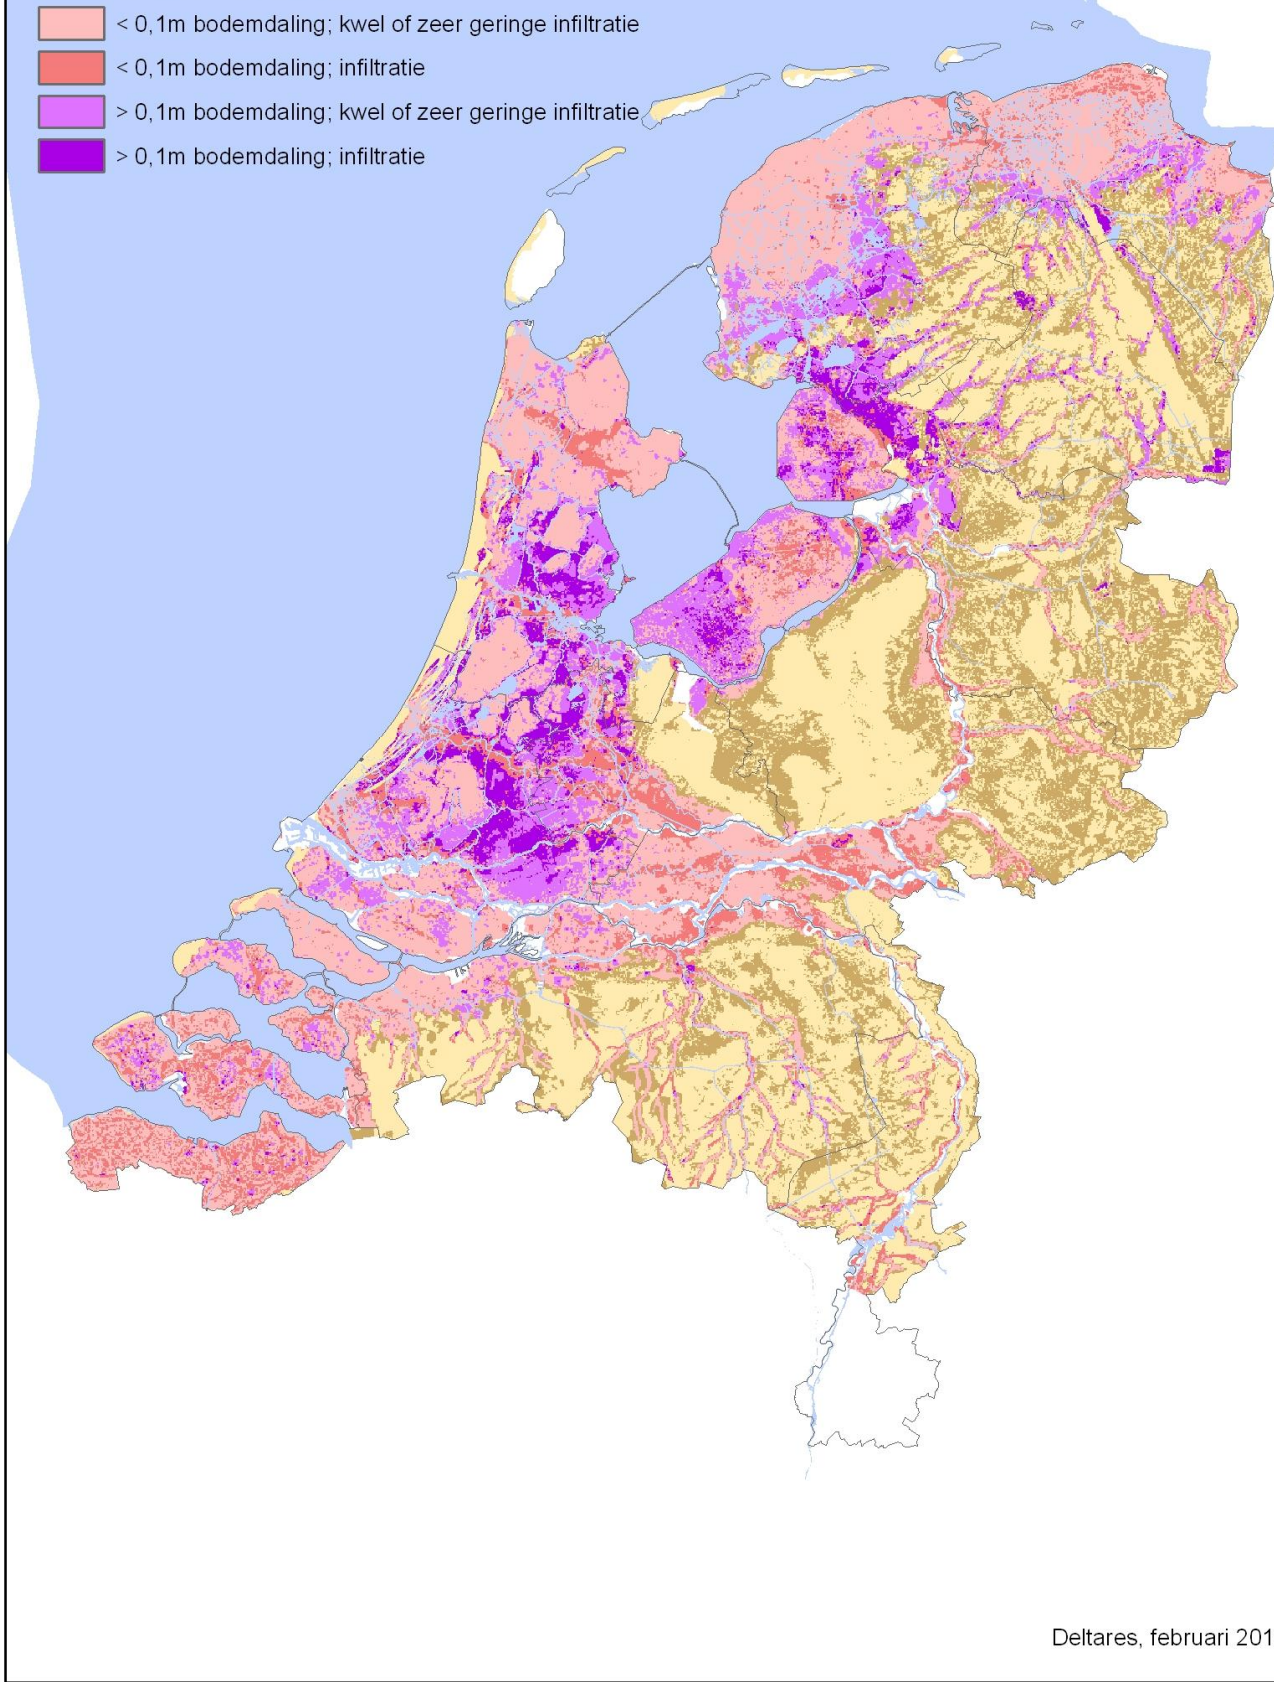 < 0,1m bodemdaling; kwel of zeer geringe infiltratie
< 0,1m bodemdaling; infiltratie
> 0,1m bodemdaling; kwel of zeer geringe infiltratie
> 0,1m bodemdaling; infiltratie
Deltares, februari 201